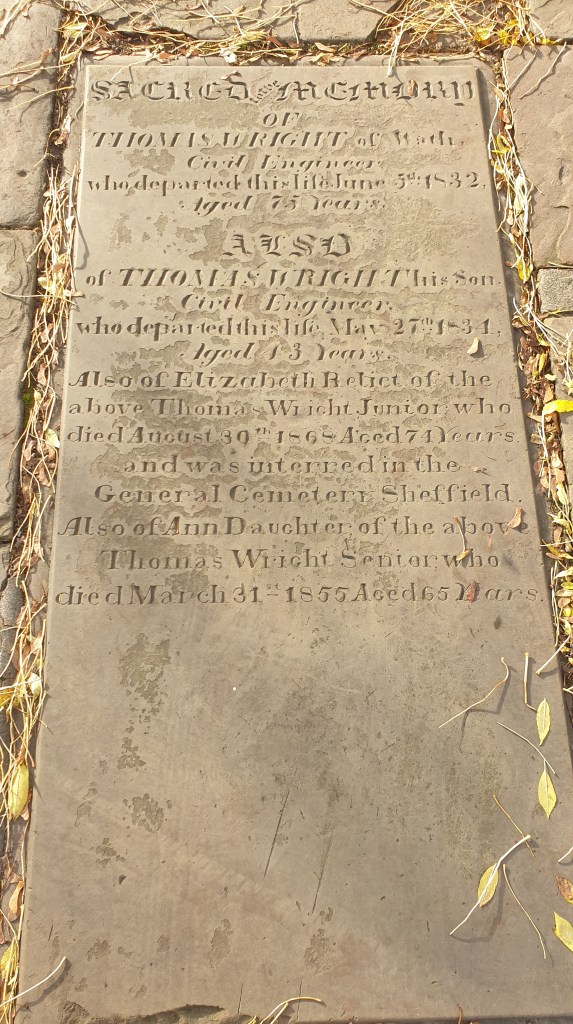 SACRED to the MEMORY
OF
THOMAS WRIGHT of Wath,
Civil Engineer,
who departed this life June 5th 1832,
Aged 75 Years.
ALSO
of THOMAS WRIGHT his Son,
Civil Engineer,
who departed this life, May 27th 1834,
Aged 43 Years.
Also of Elizabeth Relict of the
above Thomas Wright Junior, who
died August 30th 1868 Aged 74 Years,
and was interred in the
General Cemetery Sheffield.
Also of Ann Daughter of the above
Thomas Wright Senior, who
died March 31st 1855 Aged 65 Years.